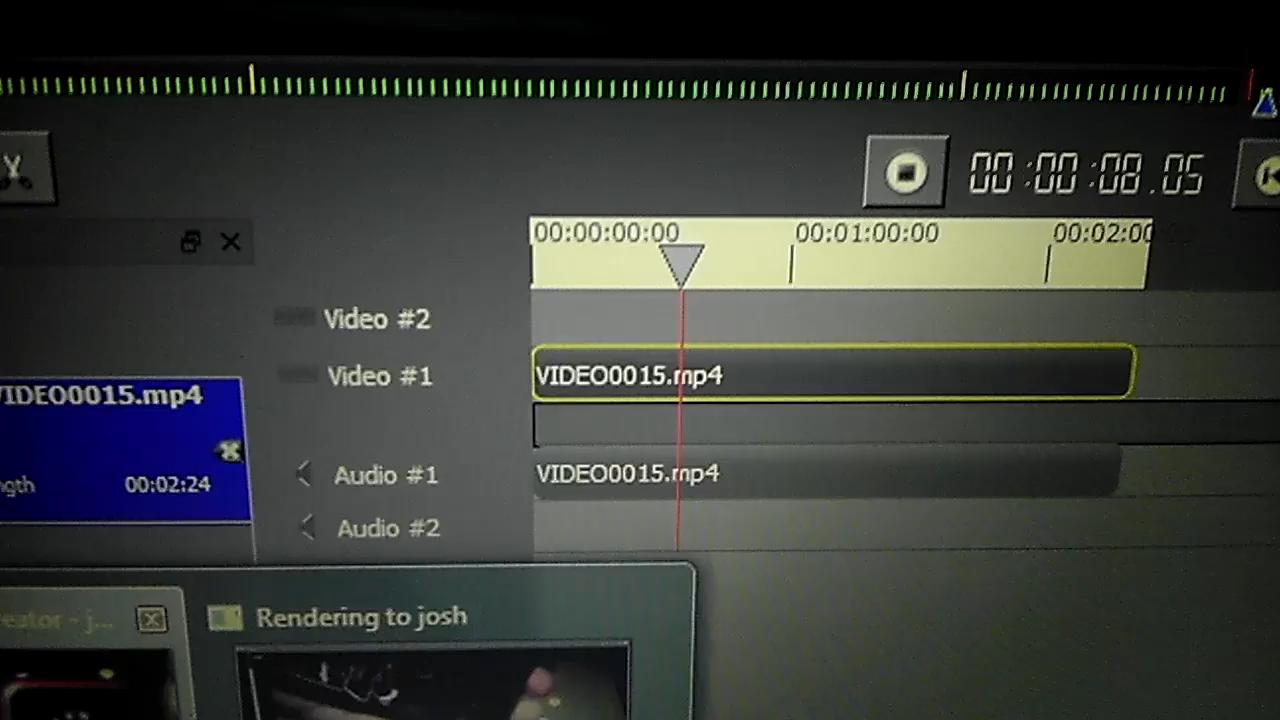 00:00:08.05
00:00:00:00 00:01:00:00 00:02:00
Video #2
Video #1 VIDEO0015.mp4
VIDEO0015.mp4
00:02:24
Audio #1 VIDEO0015.mp4
Audio #2
Rendering to josh